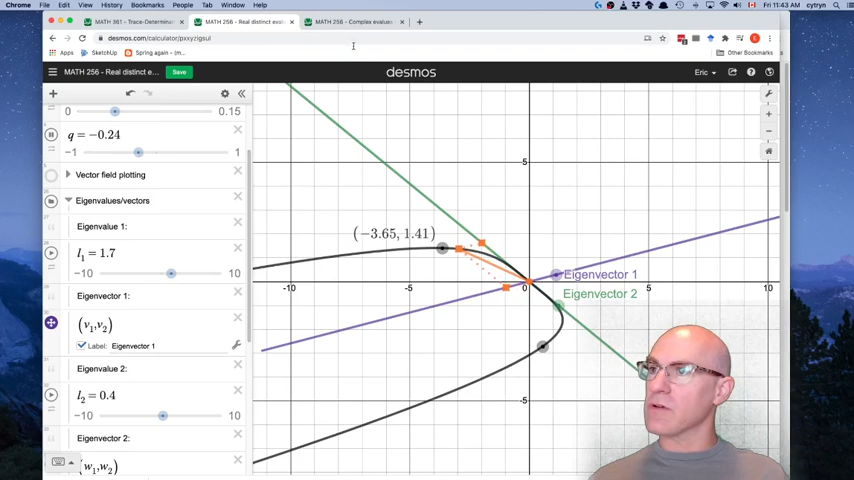 Chrome File Edit View History Bookmarks People Tab Window Help
Fri 11:43 AM cytryn
MATH 361 - Trace-Determinan
MATH 256 - Real distinct eval
MATH 256 - Complex evalues
desmos.com/calculator/pxxyzigsul
Apps SketchUp Spring again - (m... Other Bookmarks
MATH 256 - Real distinct e... Save desmos Eric
0 0.15
q = −0.24
-1 1
Vector field plotting
Eigenvalues/vectors
Eigenvalue 1:
l₁ = 1.7
-10 10
Eigenvector 1:
(v₁,v₂)
Label: Eigenvector 1
Eigenvalue 2:
l₂ = 0.4
-10 10
Eigenvector 2:
(w₁,w₂)
5
(−3.65, 1.41)
Eigenvector 1
-10 -5 0 5 10
Eigenvector 2
-5